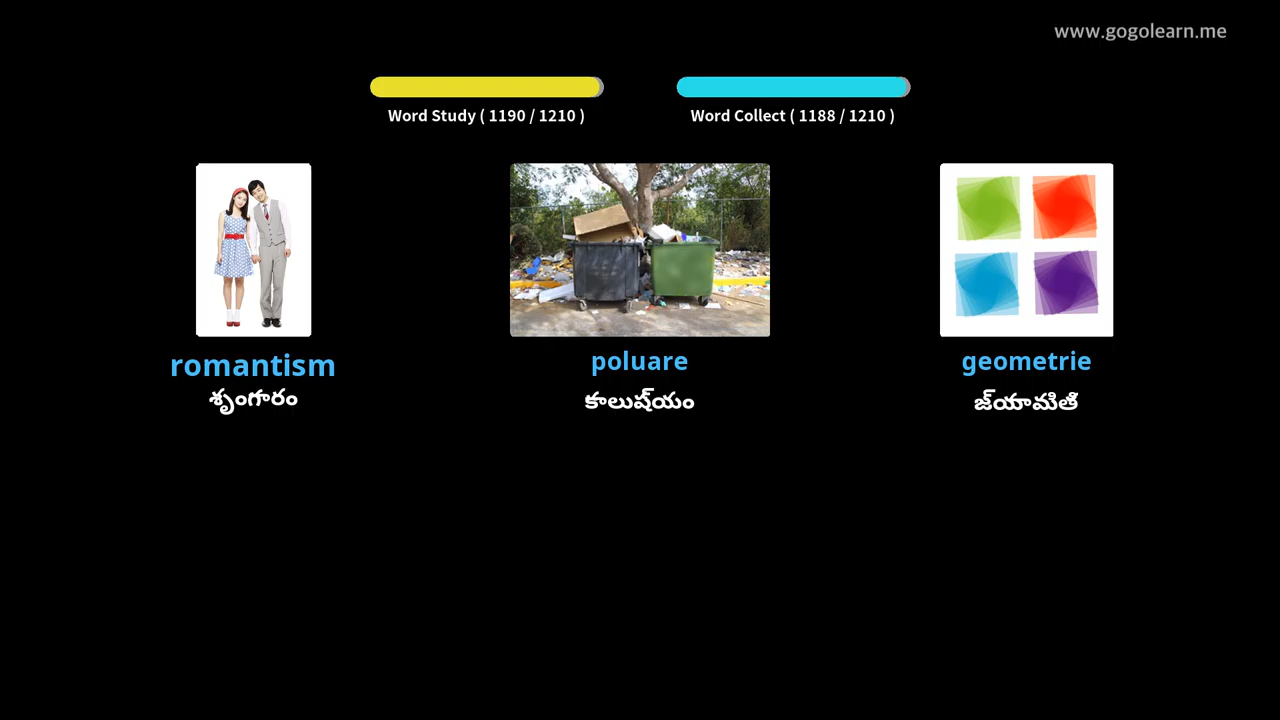 www.gogolearn.me
Word Study ( 1190 / 1210 )
Word Collect ( 1188 / 1210 )
romantism
శృంగారం
poluare
కాలుష్యం
geometrie
జ్యామితి